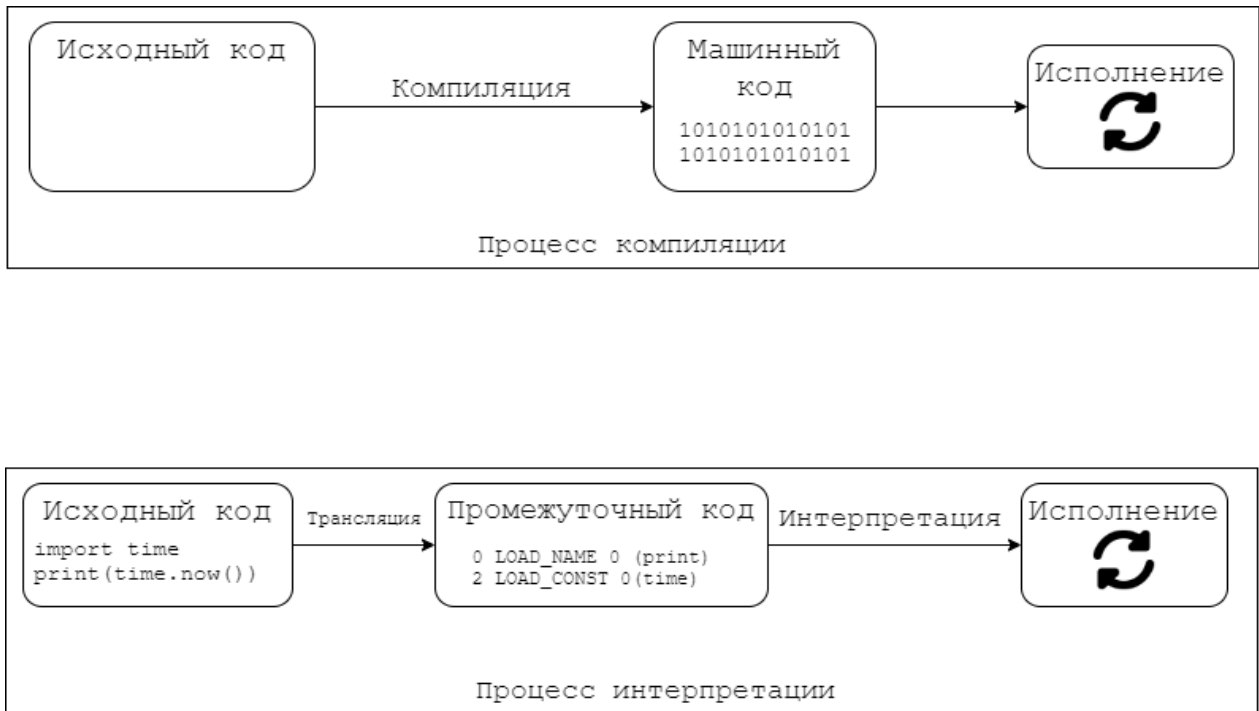 Исходный код
Компиляция
Машинный
код
1010101010101
1010101010101
Исполнение
Процесс компиляции
Исходный код
import time
print(time.now())
Трансляция
Промежуточный код
0 LOAD_NAME 0 (print)
2 LOAD_CONST 0(time)
Интерпретация
Исполнение
Процесс интерпретации